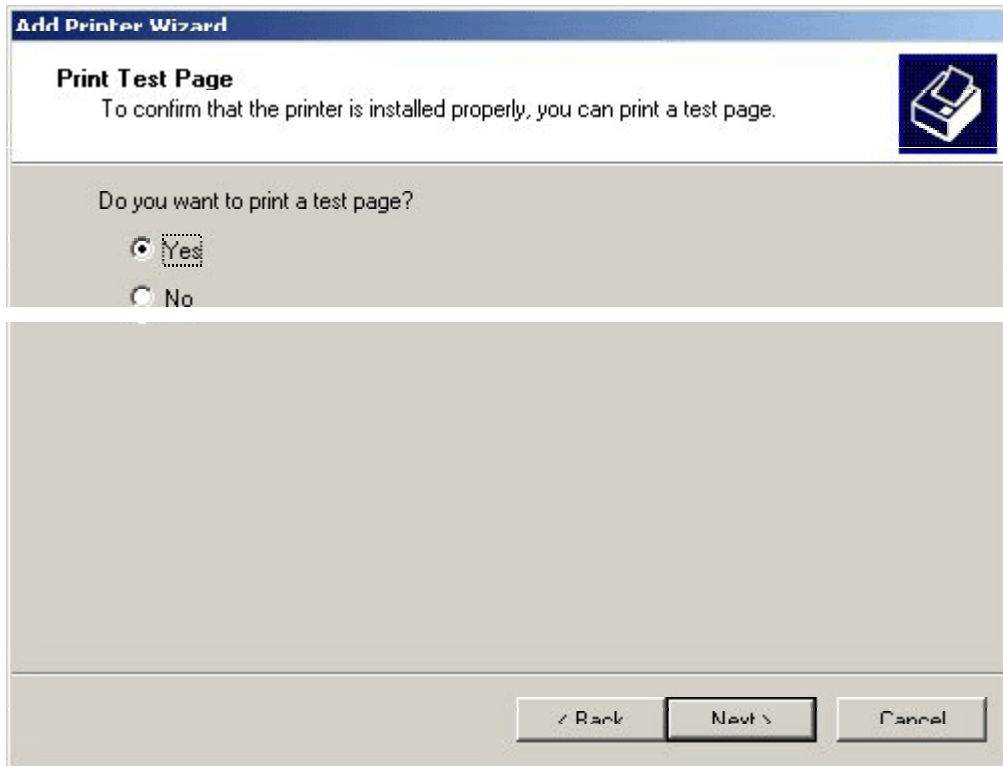 Add Printer Wizard
Print Test Page
To confirm that the printer is installed properly, you can print a test page.
Do you want to print a test page?
Yes
No
< Back
Next >
Cancel